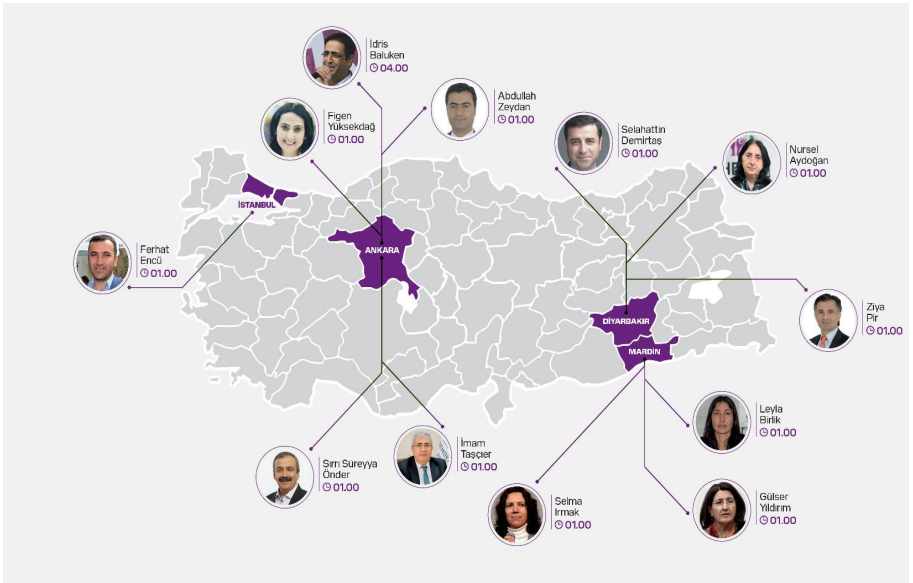 İdris
Baluken
04.00
Abdullah
Zeydan
01.00
Figen
Yüksekdağ
01.00
Selahattin
Demirtaş
01.00
Nursel
Aydoğan
01.00
İSTANBUL
ANKARA
Ferhat
Encü
01.00
Ziya
Pir
01.00
DİYARBAKIR
MARDİN
Leyla
Birlik
01.00
İmam
Taşçıer
01.00
Sırrı Süreyya
Önder
01.00
Selma
Irmak
01.00
Gülser
Yıldırım
01.00